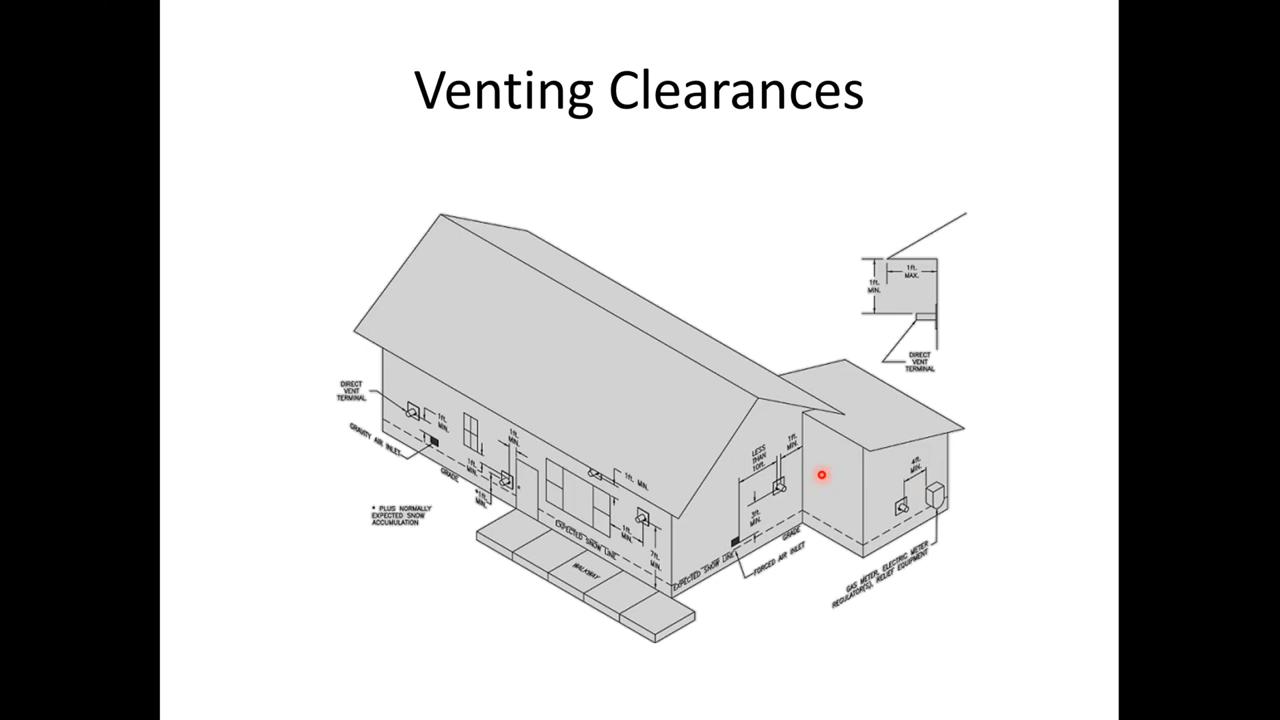 Venting Clearances
1ft.
MAX.
1ft.
MIN.
DIRECT
VENT
TERMINAL
DIRECT
VENT
TERMINAL
1ft.
MIN.
GRAVITY AIR INLET
GRADE
1ft.
MIN.
1ft.
MIN.
*1ft.
MIN.
*
* PLUS NORMALLY
EXPECTED SNOW
ACCUMULATION
1ft. MIN.
1ft.
MIN.
7ft.
MIN.
EXPECTED SNOW LINE
WALKWAY
LESS
THAN
10ft.
1ft.
MIN.
3ft.
MIN.
EXPECTED SNOW LINE
GRADE
FORCED AIR INLET
4ft.
MIN.
GAS METER, ELECTRIC METER
REGULATOR(S), RELIEF EQUIPMENT